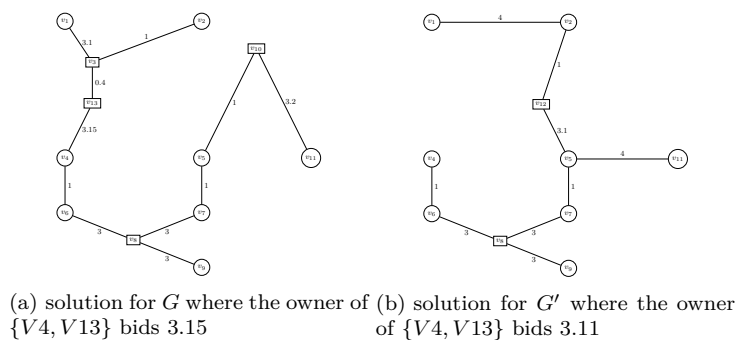 v1 v2 v1 v2
4
3.1 1
v10
v3
1
0.4
v13 v12
1 3.2
3.15 3.1
v4 v5 v11 v4 v5 4 v11
1 1 1 1
v6 v7 v6 v7
3 3 3 3
v8 v8
3 3
v9 v9
(a) solution for G where the owner of (b) solution for G′ where the owner
{V4, V13} bids 3.15 of {V4, V13} bids 3.11